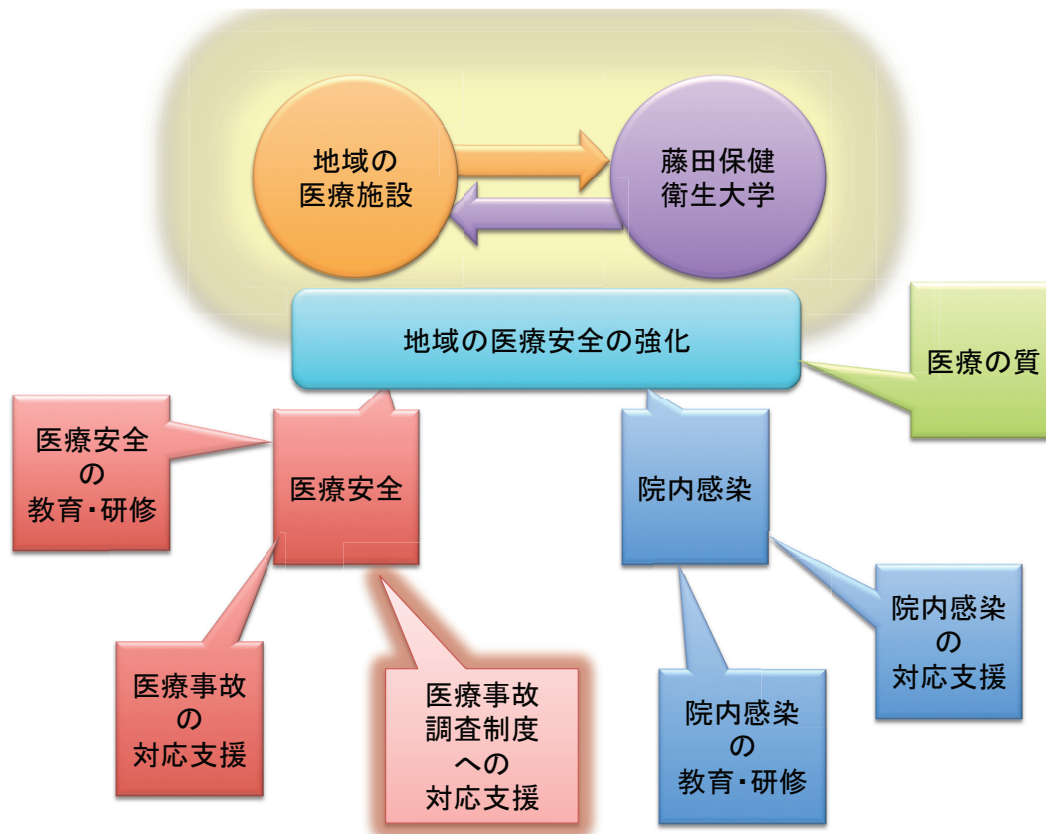 地域の
医療施設
藤田保健
衛生大学
地域の医療安全の強化
医療の質
医療安全
の
教育・研修
医療安全
院内感染
医療事故
の
対応支援
医療事故
調査制度
への
対応支援
院内感染
の
教育・研修
院内感染
の
対応支援